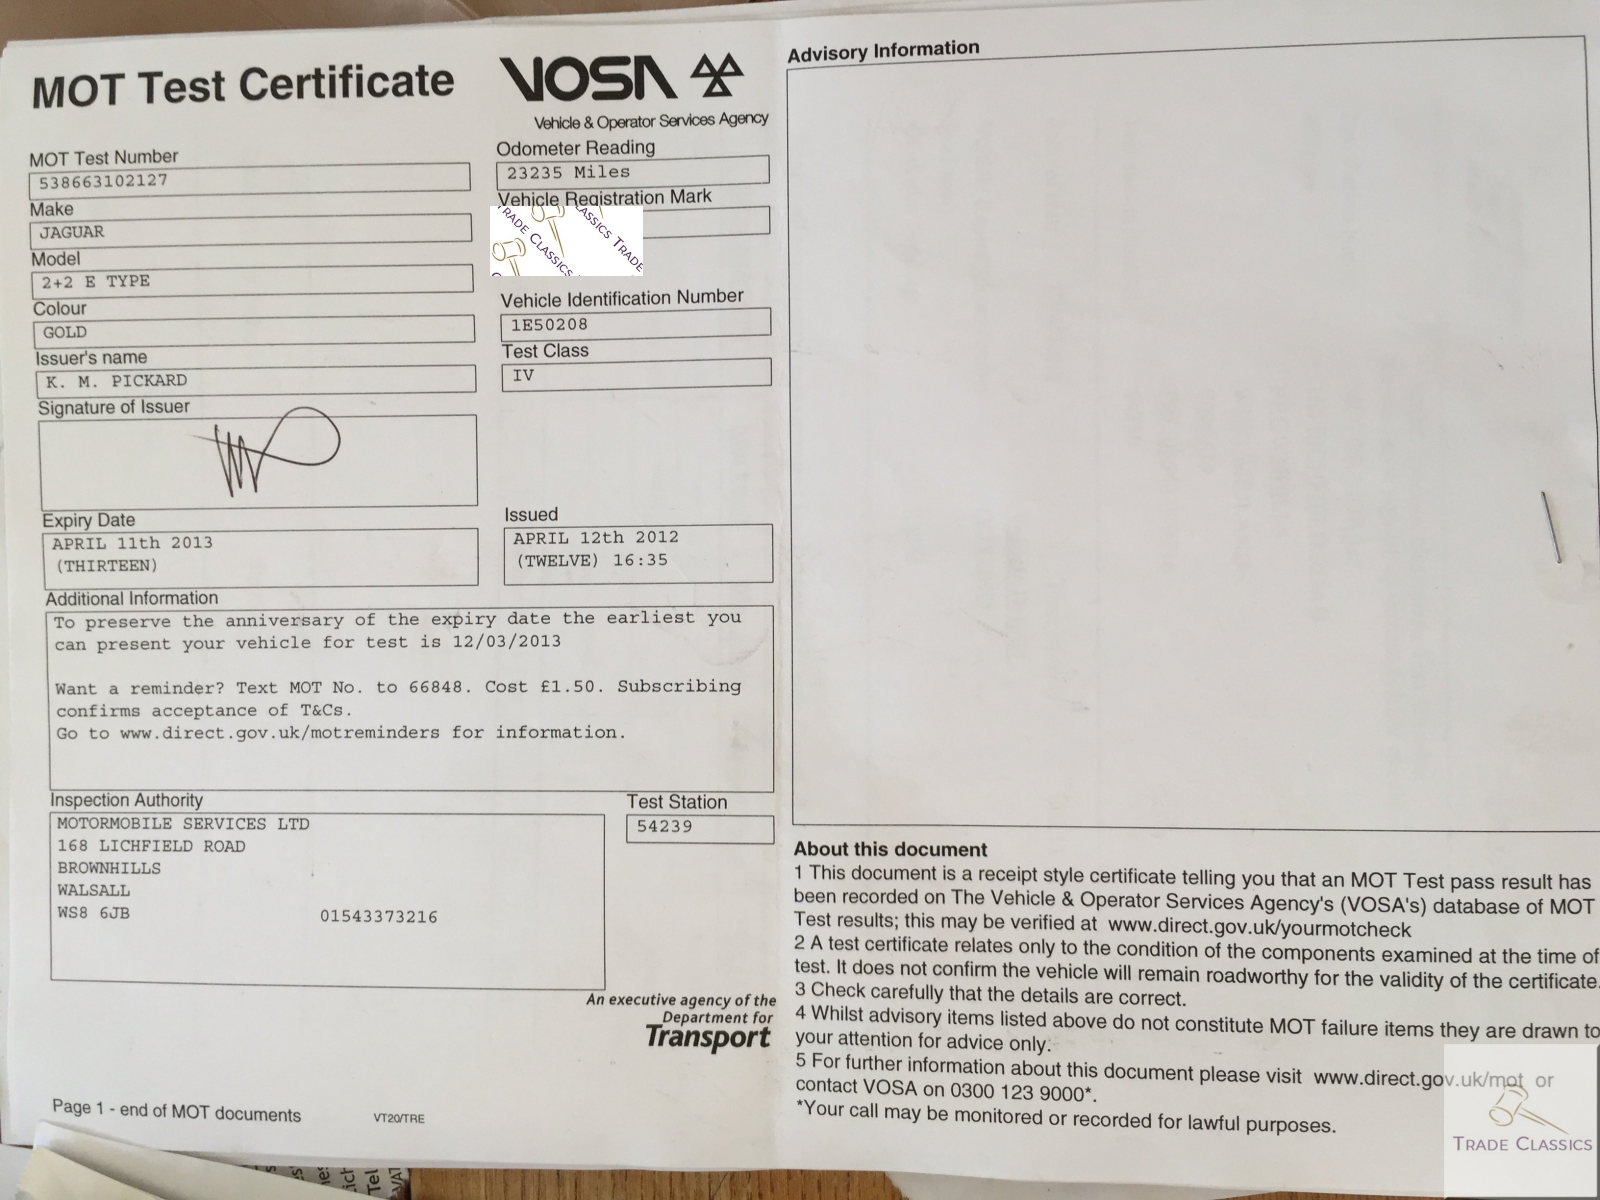 MOT Test Certificate
VOSA
Vehicle & Operator Services Agency
MOT Test Number
538663102127
Make
JAGUAR
Model
2+2 E TYPE
Colour
GOLD
Issuer's name
K. M. PICKARD
Signature of Issuer
Odometer Reading
23235 Miles
Vehicle Registration Mark
TRADE CLASSICS
CLASSICS TRADE
Vehicle Identification Number
1E50208
Test Class
IV
Expiry Date
APRIL 11th 2013
(THIRTEEN)
Issued
APRIL 12th 2012
(TWELVE) 16:35
Additional Information
To preserve the anniversary of the expiry date the earliest you
can present your vehicle for test is 12/03/2013
Want a reminder? Text MOT No. to 66848. Cost £1.50. Subscribing
confirms acceptance of T&Cs.
Go to www.direct.gov.uk/motreminders for information.
Inspection Authority
MOTORMOBILE SERVICES LTD
168 LICHFIELD ROAD
BROWNHILLS
WALSALL
WS8 6JB 01543373216
Test Station
54239
An executive agency of the
Department for
Transport
Page 1 - end of MOT documents
VT20/TRE
Advisory Information
About this document
1 This document is a receipt style certificate telling you that an MOT Test pass result has
been recorded on The Vehicle & Operator Services Agency's (VOSA's) database of MOT
Test results; this may be verified at www.direct.gov.uk/yourmotcheck
2 A test certificate relates only to the condition of the components examined at the time of
test. It does not confirm the vehicle will remain roadworthy for the validity of the certificate.
3 Check carefully that the details are correct.
4 Whilst advisory items listed above do not constitute MOT failure items they are drawn to
your attention for advice only.
5 For further information about this document please visit www.direct.gov.uk/mot or
contact VOSA on 0300 123 9000*.
*Your call may be monitored or recorded for lawful purposes.
TRADE CLASSICS